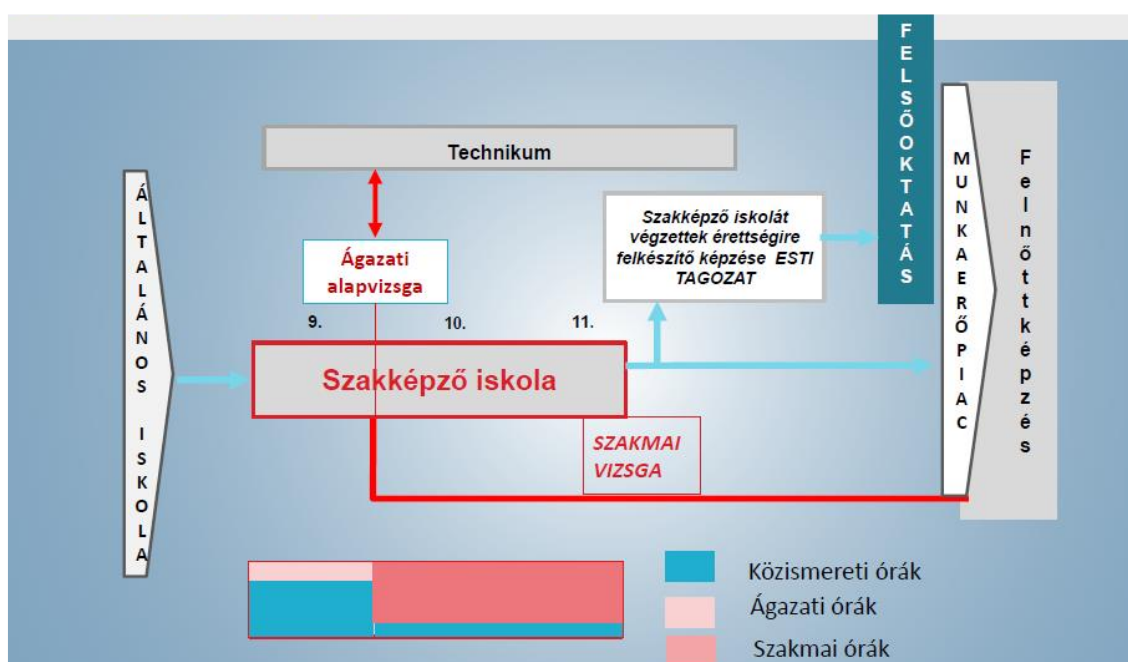 FELSŐOKTATÁS
Technikum
ÁLTALÁNOS ISKOLA
MUNKAERŐPIAC
Felnőttképzés
Szakképző iskolát
végzettek érettségire
felkészítő képzése ESTI
TAGOZAT
Ágazati
alapvizsga
9.
10.
11.
Szakképző iskola
SZAKMAI
VIZSGA
Közismereti órák
Ágazati órák
Szakmai órák